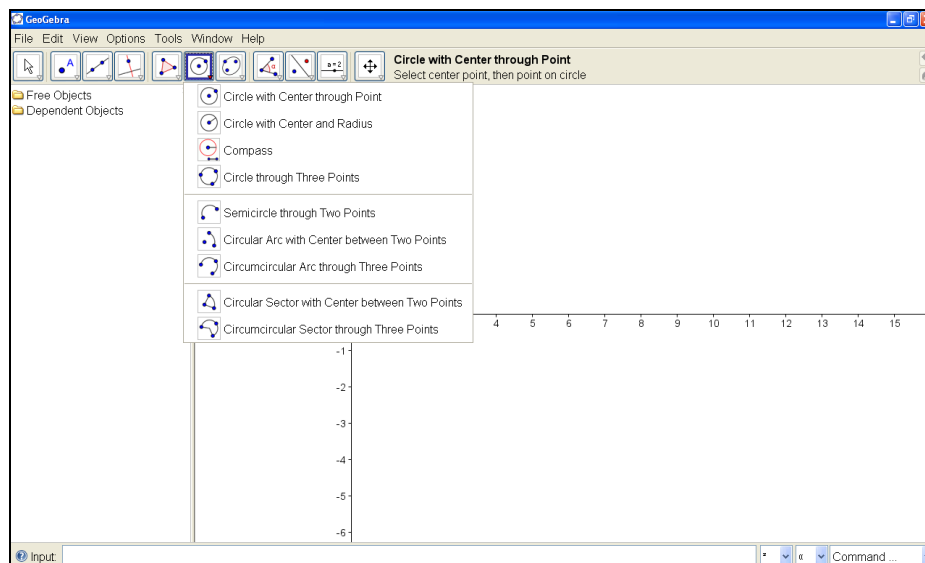 GeoGebra
File Edit View Options Tools Window Help
A
α
a=2
Circle with Center through Point
Select center point, then point on circle
Free Objects
Dependent Objects
Circle with Center through Point
Circle with Center and Radius
Compass
Circle through Three Points
Semicircle through Two Points
Circular Arc with Center between Two Points
Circumcircular Arc through Three Points
Circular Sector with Center between Two Points
Circumcircular Sector through Three Points
4 5 6 7 8 9 10 11 12 13 14 15
-1
-2
-3
-4
-5
-6
Input:
² α Command ...